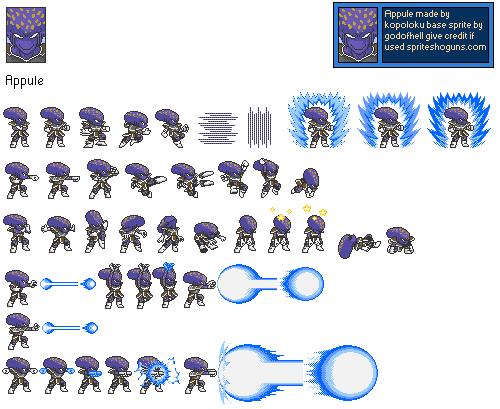 Appule made by
kopoloku base sprite by
godofhell give credit if
used spriteshoguns.com
Appule